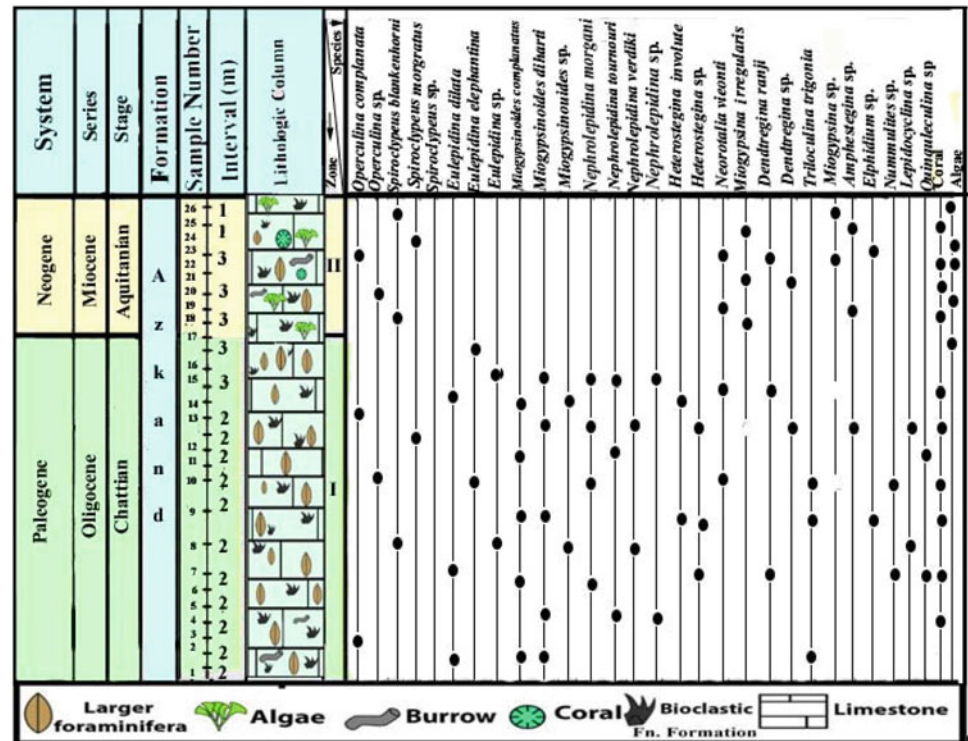 System
Series
Stage
Formation
Sample Number
Interval (m)
Lithologic Column
Zone
Species
Operculina complanata
Operculina sp.
Spiroclypeus blankenhorni
Spiroclypeus morgratus
Spiroclypeus sp.
Eulepidina dilata
Eulepidina elephantina
Eulepidina sp.
Miogypsinoides complanatus
Miogypsinoides diharti
Miogypsinouides sp.
Nephrolepidina morgani
Nephrolepidina tournouri
Nephrolepidina verdiki
Nephrolepidina sp.
Heterostegina involute
Heterostegina sp.
Neorotalia vieonti
Miogypsina irregularis
Dendtregina ranji
Dendtregina sp.
Triloculina trigonia
Miogypsina sp.
Amphestegina sp.
Elphidium sp.
Nummulites sp.
Lepidocyclina sp.
Quinqulecullina sp
Coral
Algae
Neogene
Miocene
Aquitanian
Paleogene
Oligocene
Chattian
A
z
k
a
n
d
26
25
24
23
22
21
20
19
18
17
16
15
14
13
12
11
10
9
8
7
6
5
4
3
2
1
1
1
3
3
3
3
3
2
2
2
2
2
2
2
2
2
2
2
II
I
Larger foraminifera
Algae
Burrow
Coral
Bioclastic
Limestone
Fn. Formation